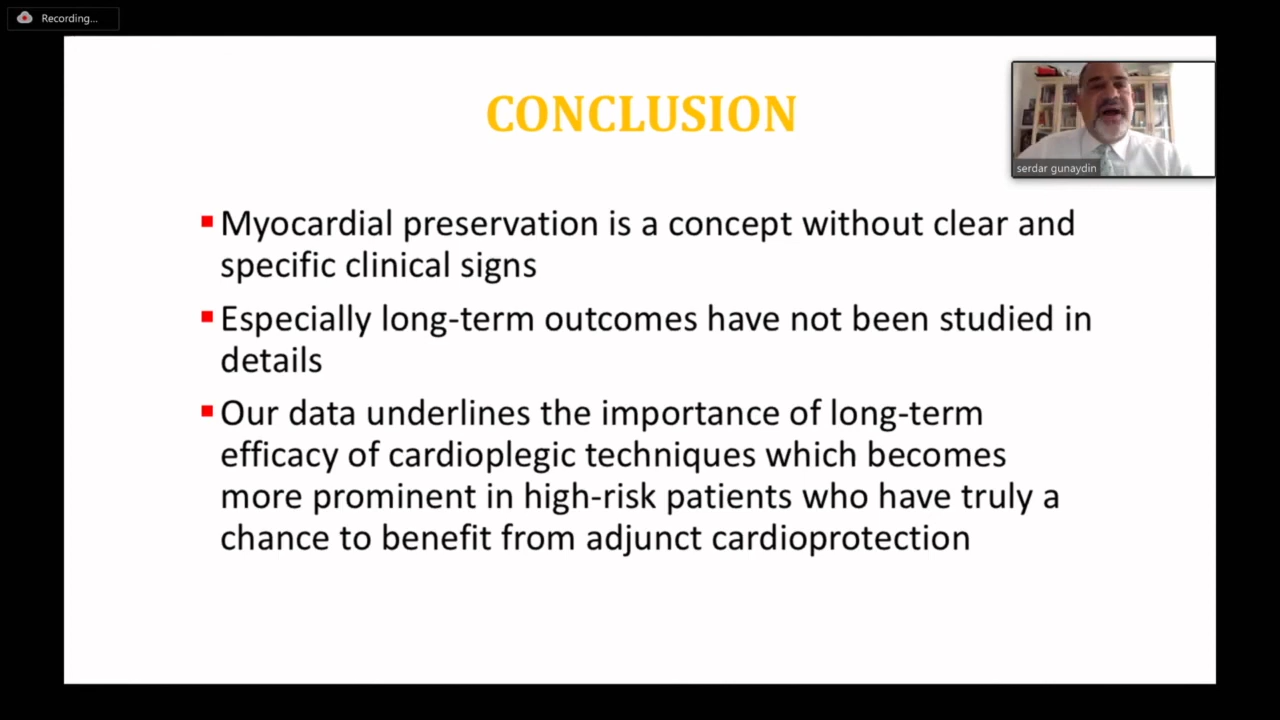 Recording...
CONCLUSION
serdar gunaydin
▪Myocardial preservation is a concept without clear and
specific clinical signs
▪Especially long-term outcomes have not been studied in
details
▪Our data underlines the importance of long-term
efficacy of cardioplegic techniques which becomes
more prominent in high-risk patients who have truly a
chance to benefit from adjunct cardioprotection